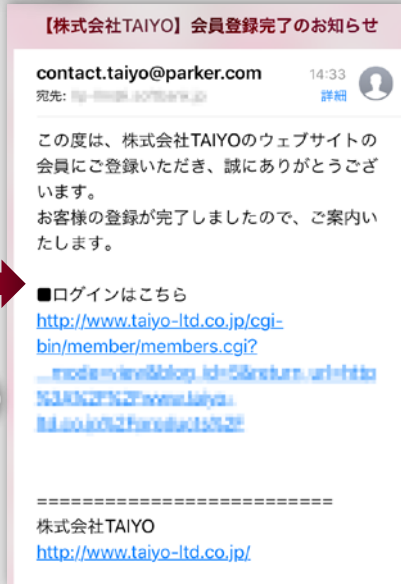 【株式会社TAIYO】会員登録完了のお知らせ
contact.taiyo@parker.com
14:33
宛先:
詳細
この度は、株式会社TAIYOのウェブサイトの
会員にご登録いただき、誠にありがとうござ
います。
お客様の登録が完了しましたので、ご案内い
たします。
■ログインはこちら
http://www.taiyo-ltd.co.jp/cgi-
bin/member/members.cgi?
==========================
株式会社TAIYO
http://www.taiyo-ltd.co.jp/